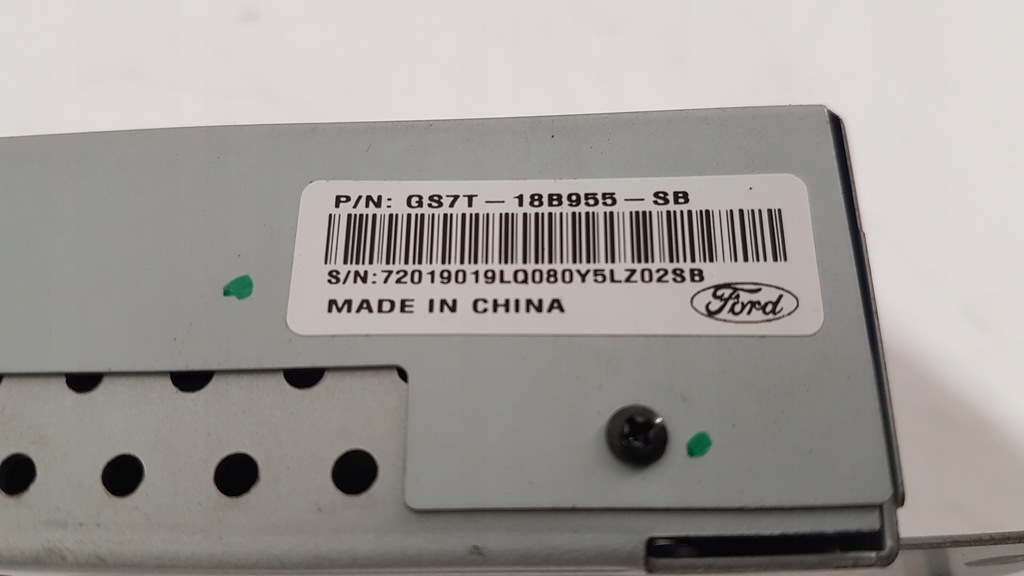 P/N: GS7T-18B955-SB
S/N:72019019LQ080Y5LZ02SB
MADE IN CHINA
Ford